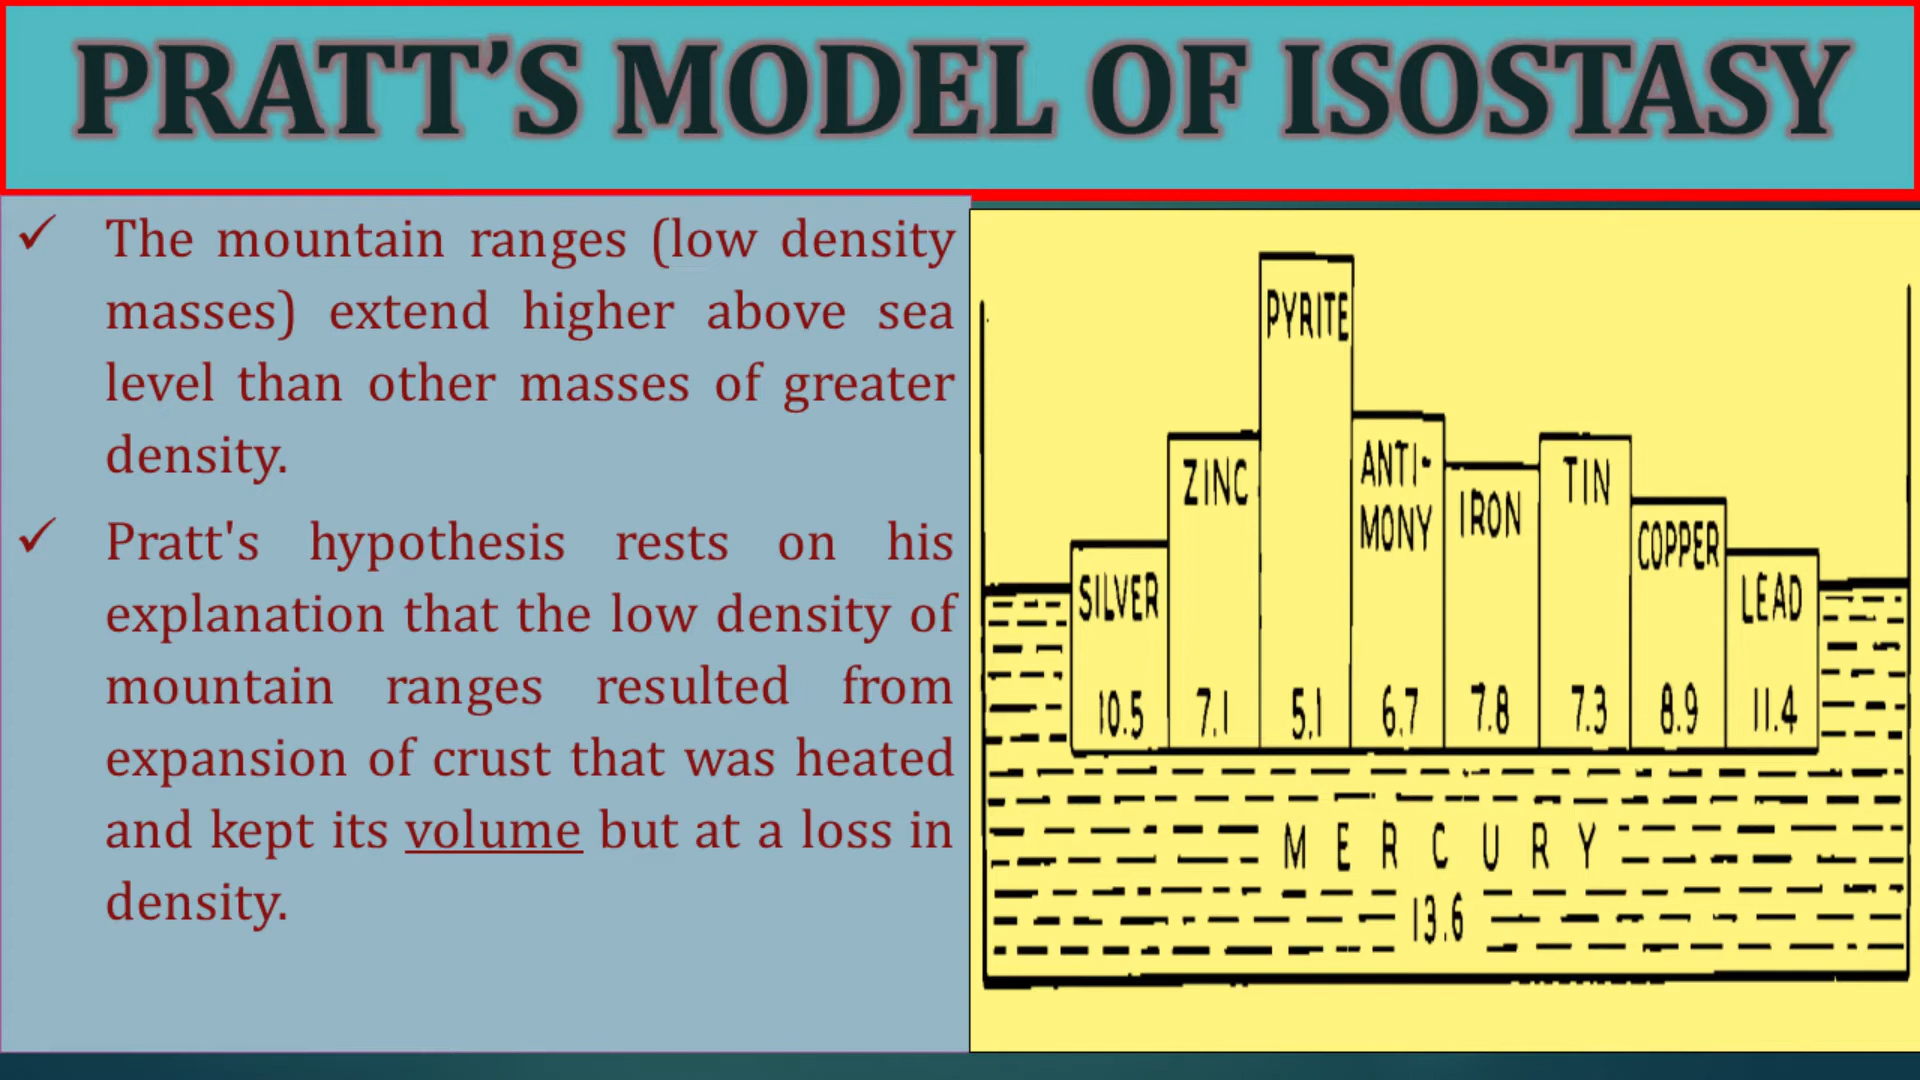 PRATT’S MODEL OF ISOSTASY
✓ The mountain ranges (low density
masses) extend higher above sea
level than other masses of greater
density.
✓ Pratt's hypothesis rests on his
explanation that the low density of
mountain ranges resulted from
expansion of crust that was heated
and kept its volume but at a loss in
density.
PYRITE
ZINC
ANTI-
MONY
IRON
TIN
COPPER
SILVER
LEAD
10.5 7.1 5.1 6.7 7.8 7.3 8.9 11.4
MERCURY
13.6